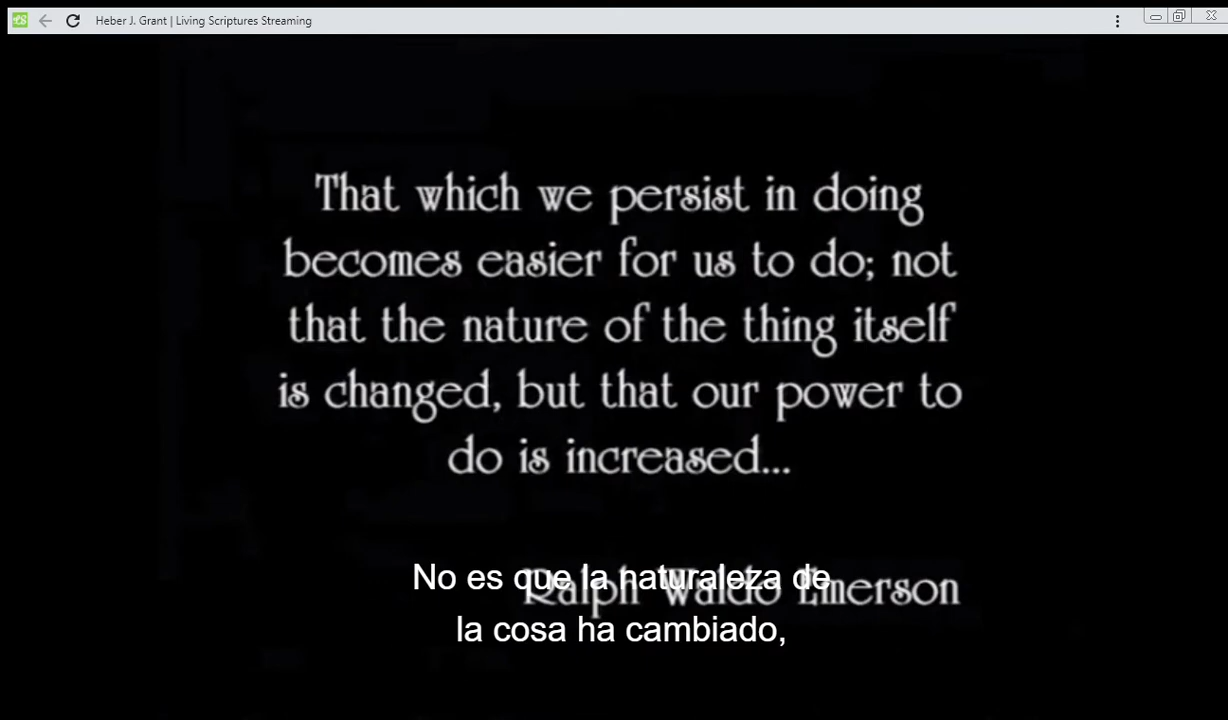 LS
Heber J. Grant | Living Scriptures Streaming
That which we persist in doing
becomes easier for us to do; not
that the nature of the thing itself
is changed, but that our power to
do is increased...
Ralph Waldo Emerson
No es que la naturaleza de
la cosa ha cambiado,